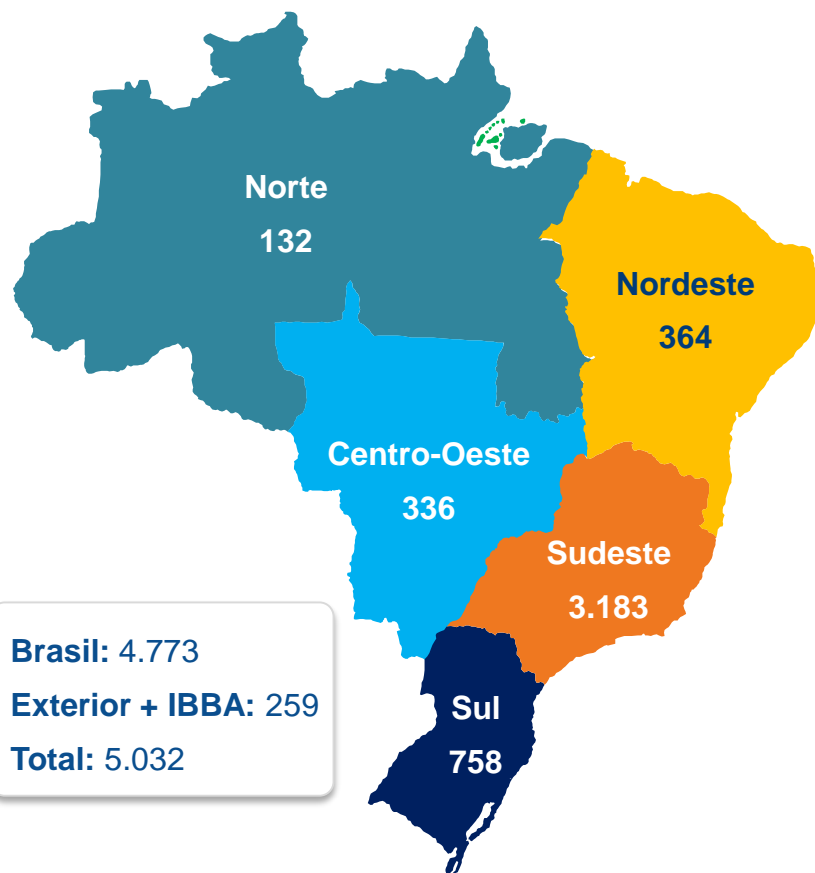 Norte
132
Nordeste
364
Centro-Oeste
336
Sudeste
3.183
Sul
758
Brasil: 4.773
Exterior + IBBA: 259
Total: 5.032